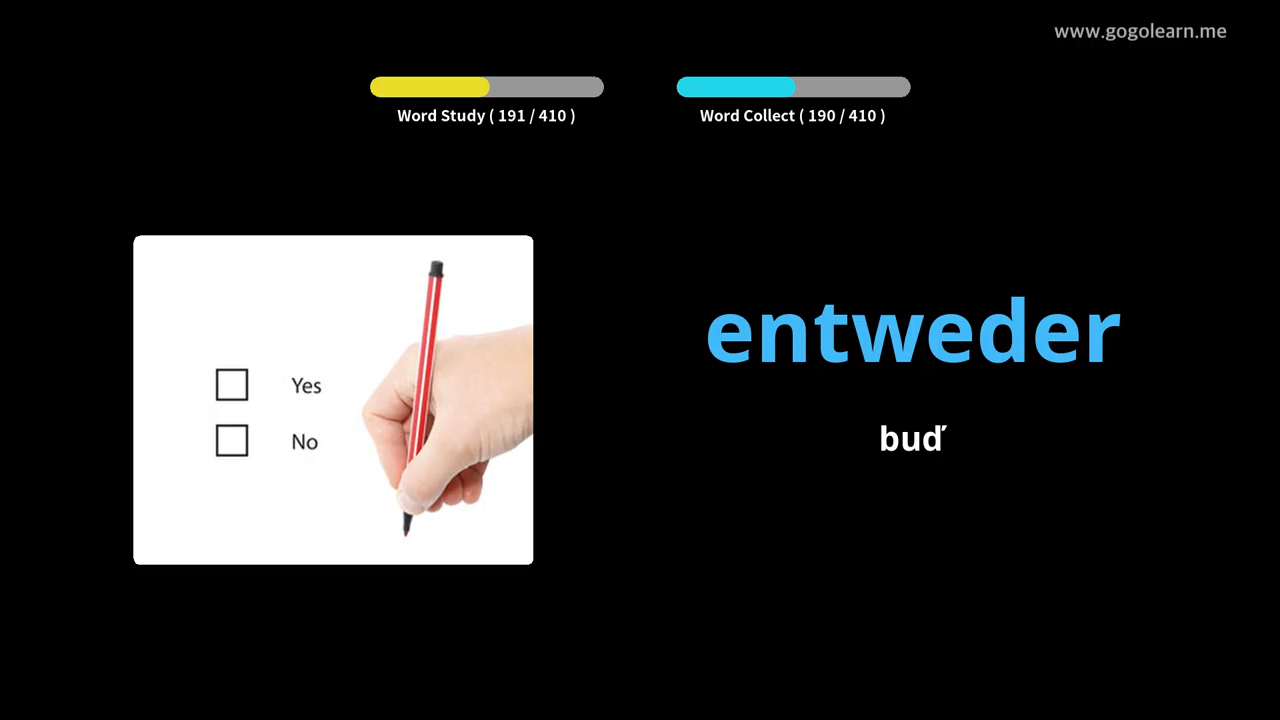 www.gogolearn.me
Word Study ( 191 / 410 )
Word Collect ( 190 / 410 )
Yes
No
entweder
buď